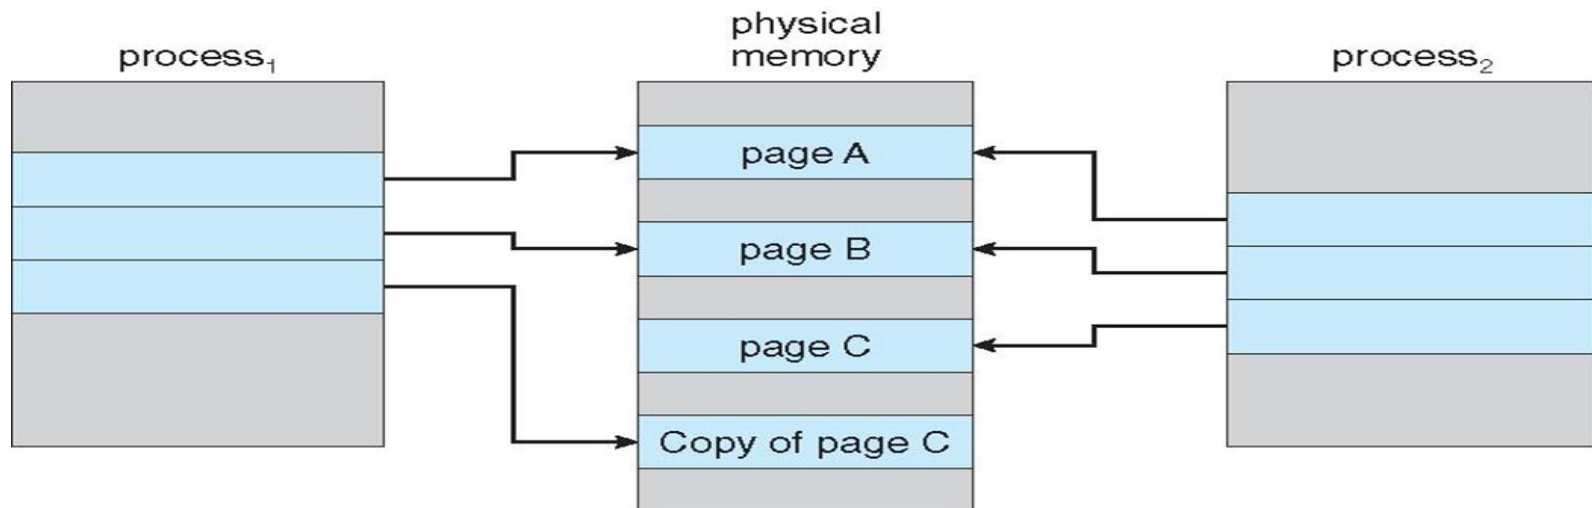 process₁
physical
memory
process₂
page A
page B
page C
Copy of page C